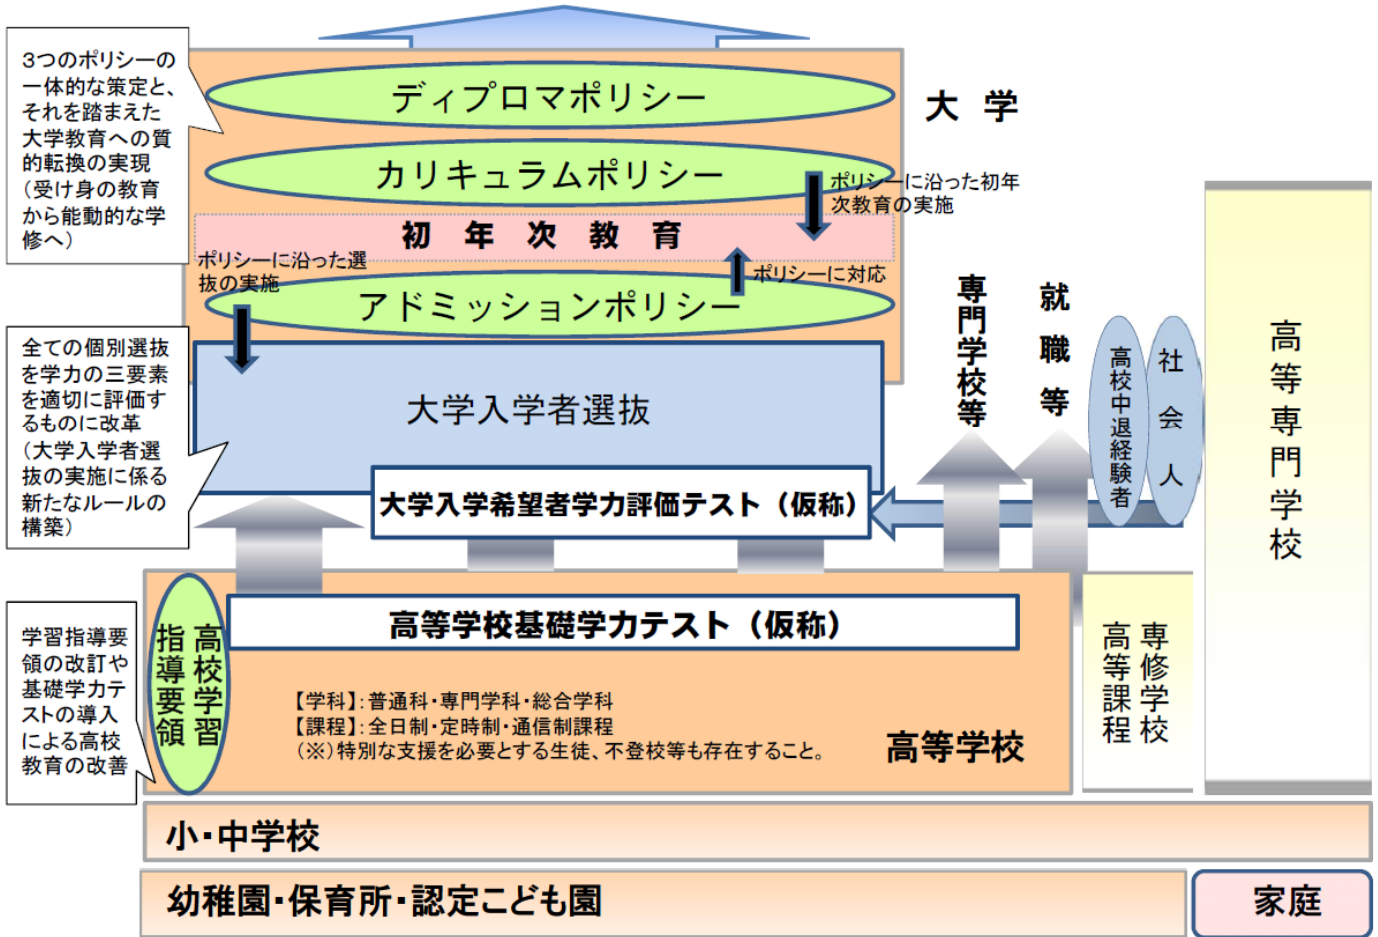 3つのポリシーの
一体的な策定と、
それを踏まえた
大学教育への質
的転換の実現
(受け身の教育
から能動的な学
修へ)
ディプロマポリシー
大 学
カリキュラムポリシー
ポリシーに沿った初年
次教育の実施
初 年 次 教 育
ポリシーに沿った選
抜の実施
ポリシーに対応
アドミッションポリシー
全ての個別選抜
を学力の三要素
を適切に評価す
るものに改革
(大学入学者選
抜の実施に係る
新たなルールの
構築)
大学入学者選抜
大学入学希望者学力評価テスト(仮称)
専門学校等
就職等
高校中退経験者
社会人
高等専門学校
学習指導要
領の改訂や
基礎学力テ
ストの導入
による高校
教育の改善
高校学習
指導要領
高等学校基礎学力テスト(仮称)
【学科】:普通科・専門学科・総合学科
【課程】:全日制・定時制・通信制課程
(※)特別な支援を必要とする生徒、不登校等も存在すること。
高等学校
専修学校
高等課程
小・中学校
幼稚園・保育所・認定こども園
家庭